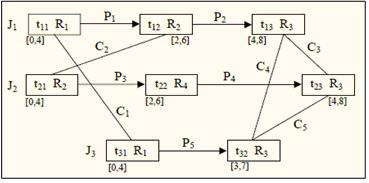 J1 t11 R1 P1 t12 R2 P2 t13 R3
[0,4] [2,6] [4,8]
C2 C4 C3
J2 t21 R2 P3 t22 R4 P4 t23 R3
[0,4] [2,6] [4,8]
C1 C5
J3 t31 R1 P5 t32 R3
[0,4] [3,7]